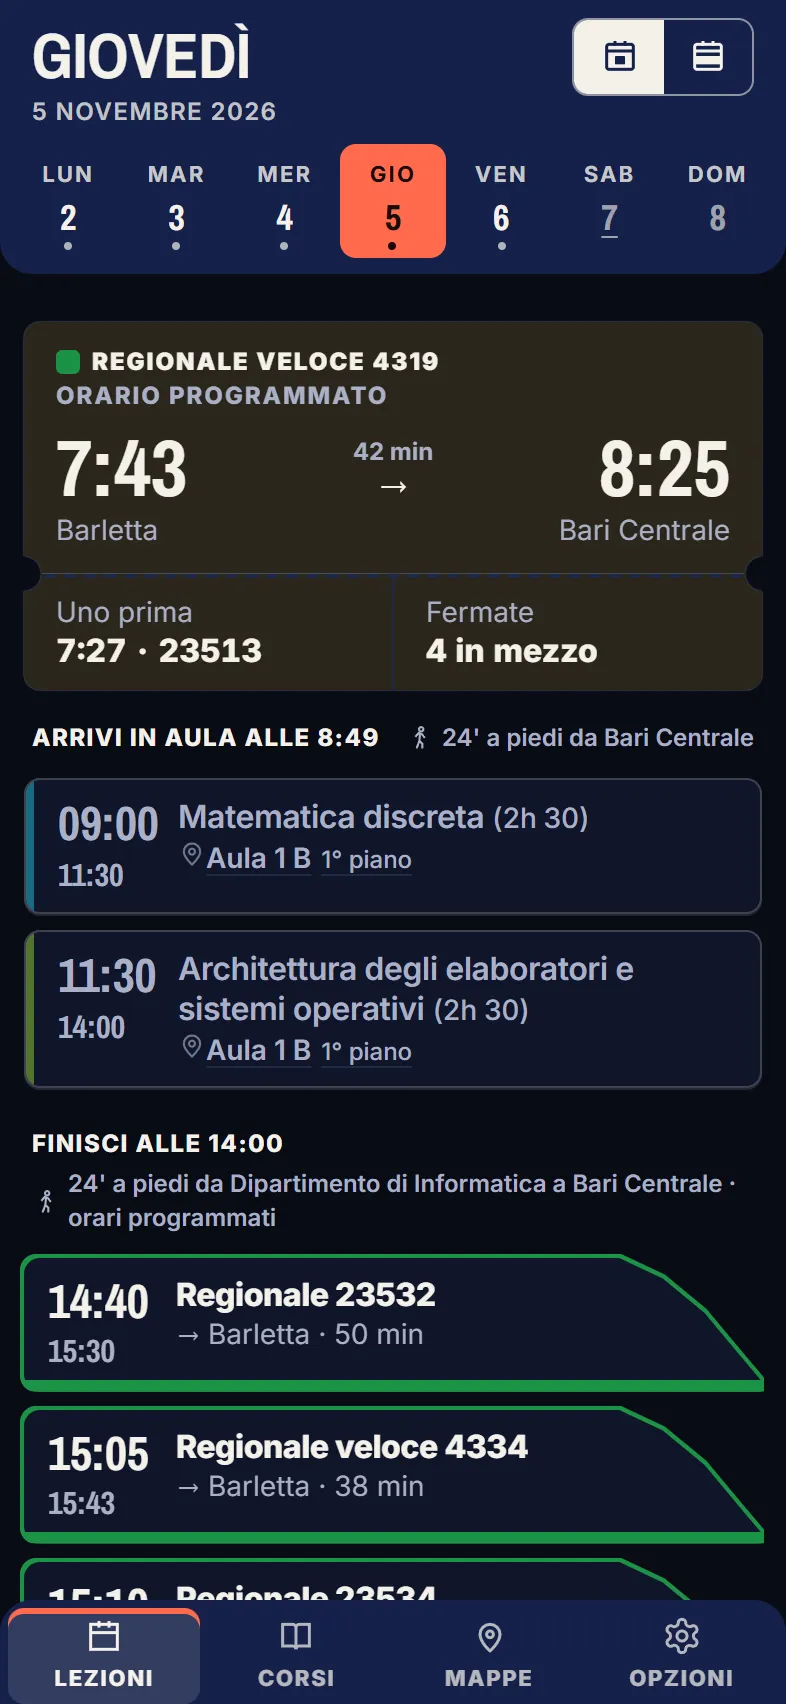 GIOVEDÌ
5 NOVEMBRE 2026
LUN MAR MER GIO VEN SAB DOM
2 3 4 5 6 7 8
REGIONALE VELOCE 4319
ORARIO PROGRAMMATO
7:43 42 min → 8:25
Barletta Bari Centrale
Uno prima Fermate
7:27 · 23513 4 in mezzo
ARRIVI IN AULA ALLE 8:49 24' a piedi da Bari Centrale
09:00 Matematica discreta (2h 30)
11:30 Aula 1 B 1° piano
11:30 Architettura degli elaboratori e
14:00 sistemi operativi (2h 30)
Aula 1 B 1° piano
FINISCI ALLE 14:00
24' a piedi da Dipartimento di Informatica a Bari Centrale ·
orari programmati
14:40 Regionale 23532
15:30 → Barletta · 50 min
15:05 Regionale veloce 4334
15:43 → Barletta · 38 min
15:10 Regionale 23534
LEZIONI CORSI MAPPE OPZIONI